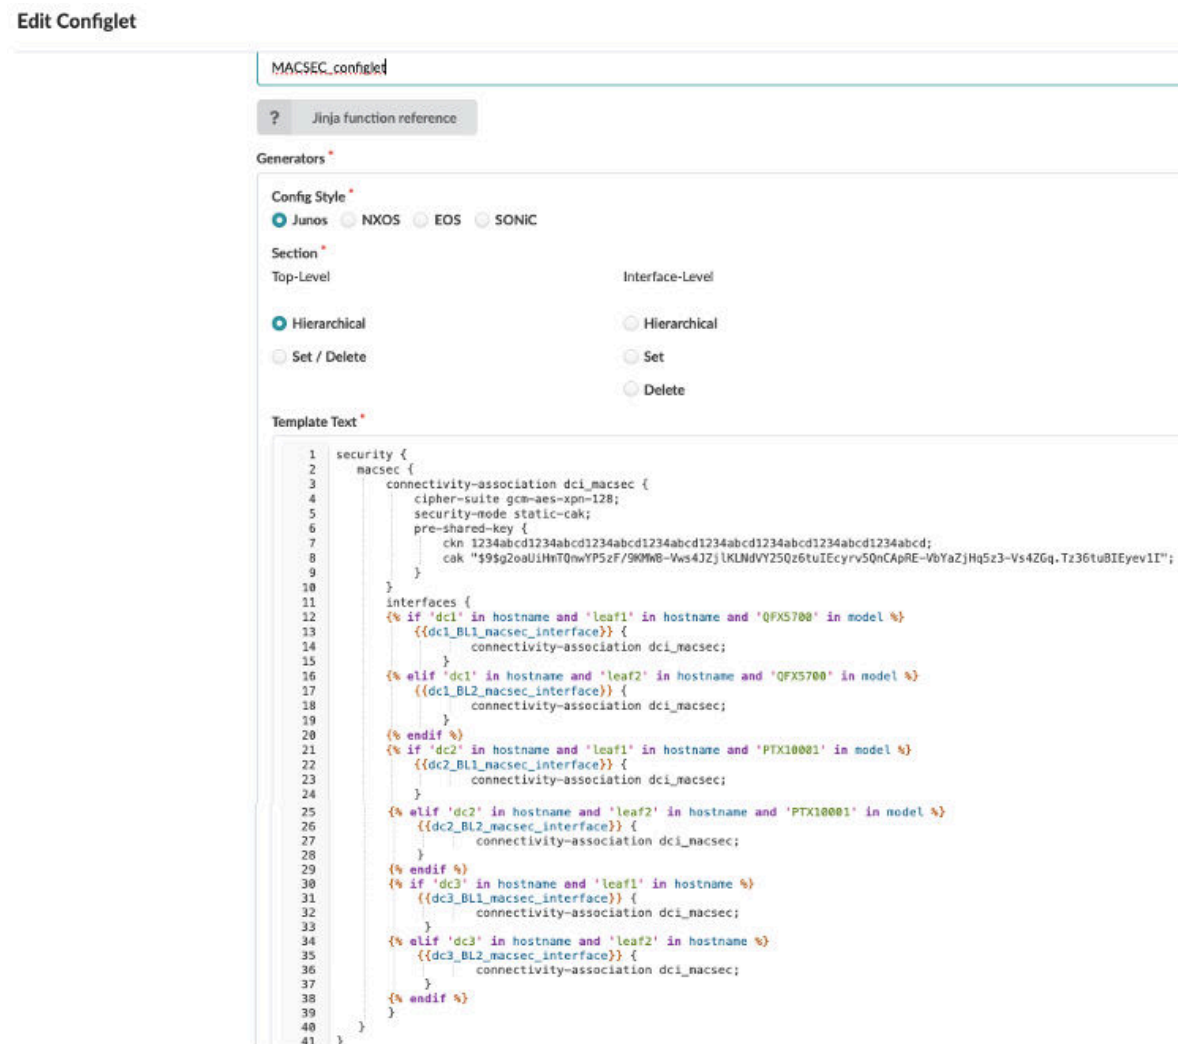 Edit Configlet
MACSEC_configlet
? Jinja function reference
Generators *
Config Style *
Junos NXOS EOS SONiC
Section *
Top-Level Interface-Level
Hierarchical Hierarchical
Set / Delete Set
Delete
Template Text *
1 security {
2 macsec {
3 connectivity-association dci_macsec {
4 cipher-suite gcm-aes-xpn-128;
5 security-mode static-cak;
6 pre-shared-key {
7 ckn 1234abcd1234abcd1234abcd1234abcd1234abcd1234abcd1234abcd1234abcd;
8 cak "$9$g2oaUiHmTQnwYP5zF/9KMW8-Vws4JZjlKLNdVY25Qz6tuIEcyrv5QnCApRE-VbYaZjHq5z3-Vs4ZGq.Tz36tuBIEyev1I";
9 }
10 }
11 interfaces {
12 {% if 'dc1' in hostname and 'leaf1' in hostname and 'QFX5700' in model %}
13 {{dc1_BL1_macsec_interface}} {
14 connectivity-association dci_macsec;
15 }
16 {% elif 'dc1' in hostname and 'leaf2' in hostname and 'QFX5700' in model %}
17 {{dc1_BL2_macsec_interface}} {
18 connectivity-association dci_macsec;
19 }
20 {% endif %}
21 {% if 'dc2' in hostname and 'leaf1' in hostname and 'PTX10001' in model %}
22 {{dc2_BL1_macsec_interface}} {
23 connectivity-association dci_macsec;
24 }
25 {% elif 'dc2' in hostname and 'leaf2' in hostname and 'PTX10001' in model %}
26 {{dc2_BL2_macsec_interface}} {
27 connectivity-association dci_macsec;
28 }
29 {% endif %}
30 {% if 'dc3' in hostname and 'leaf1' in hostname %}
31 {{dc3_BL1_macsec_interface}} {
32 connectivity-association dci_macsec;
33 }
34 {% elif 'dc3' in hostname and 'leaf2' in hostname %}
35 {{dc3_BL2_macsec_interface}} {
36 connectivity-association dci_macsec;
37 }
38 {% endif %}
39 }
40 }
41 }